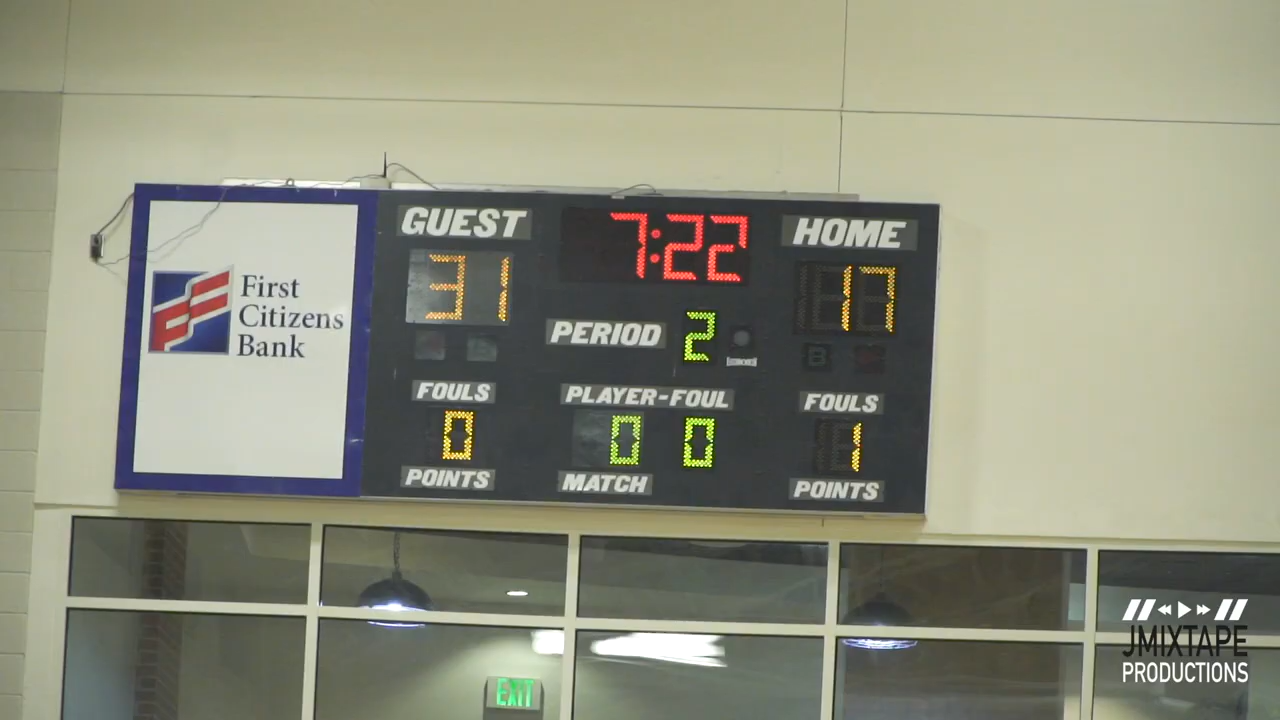 GUEST
7:22
HOME
31
17
First
Citizens
Bank
PERIOD 2
B
FOULS
PLAYER-FOUL
FOULS
0
0 0
1
POINTS
MATCH
POINTS
EXIT
JMIXTAPE
PRODUCTIONS